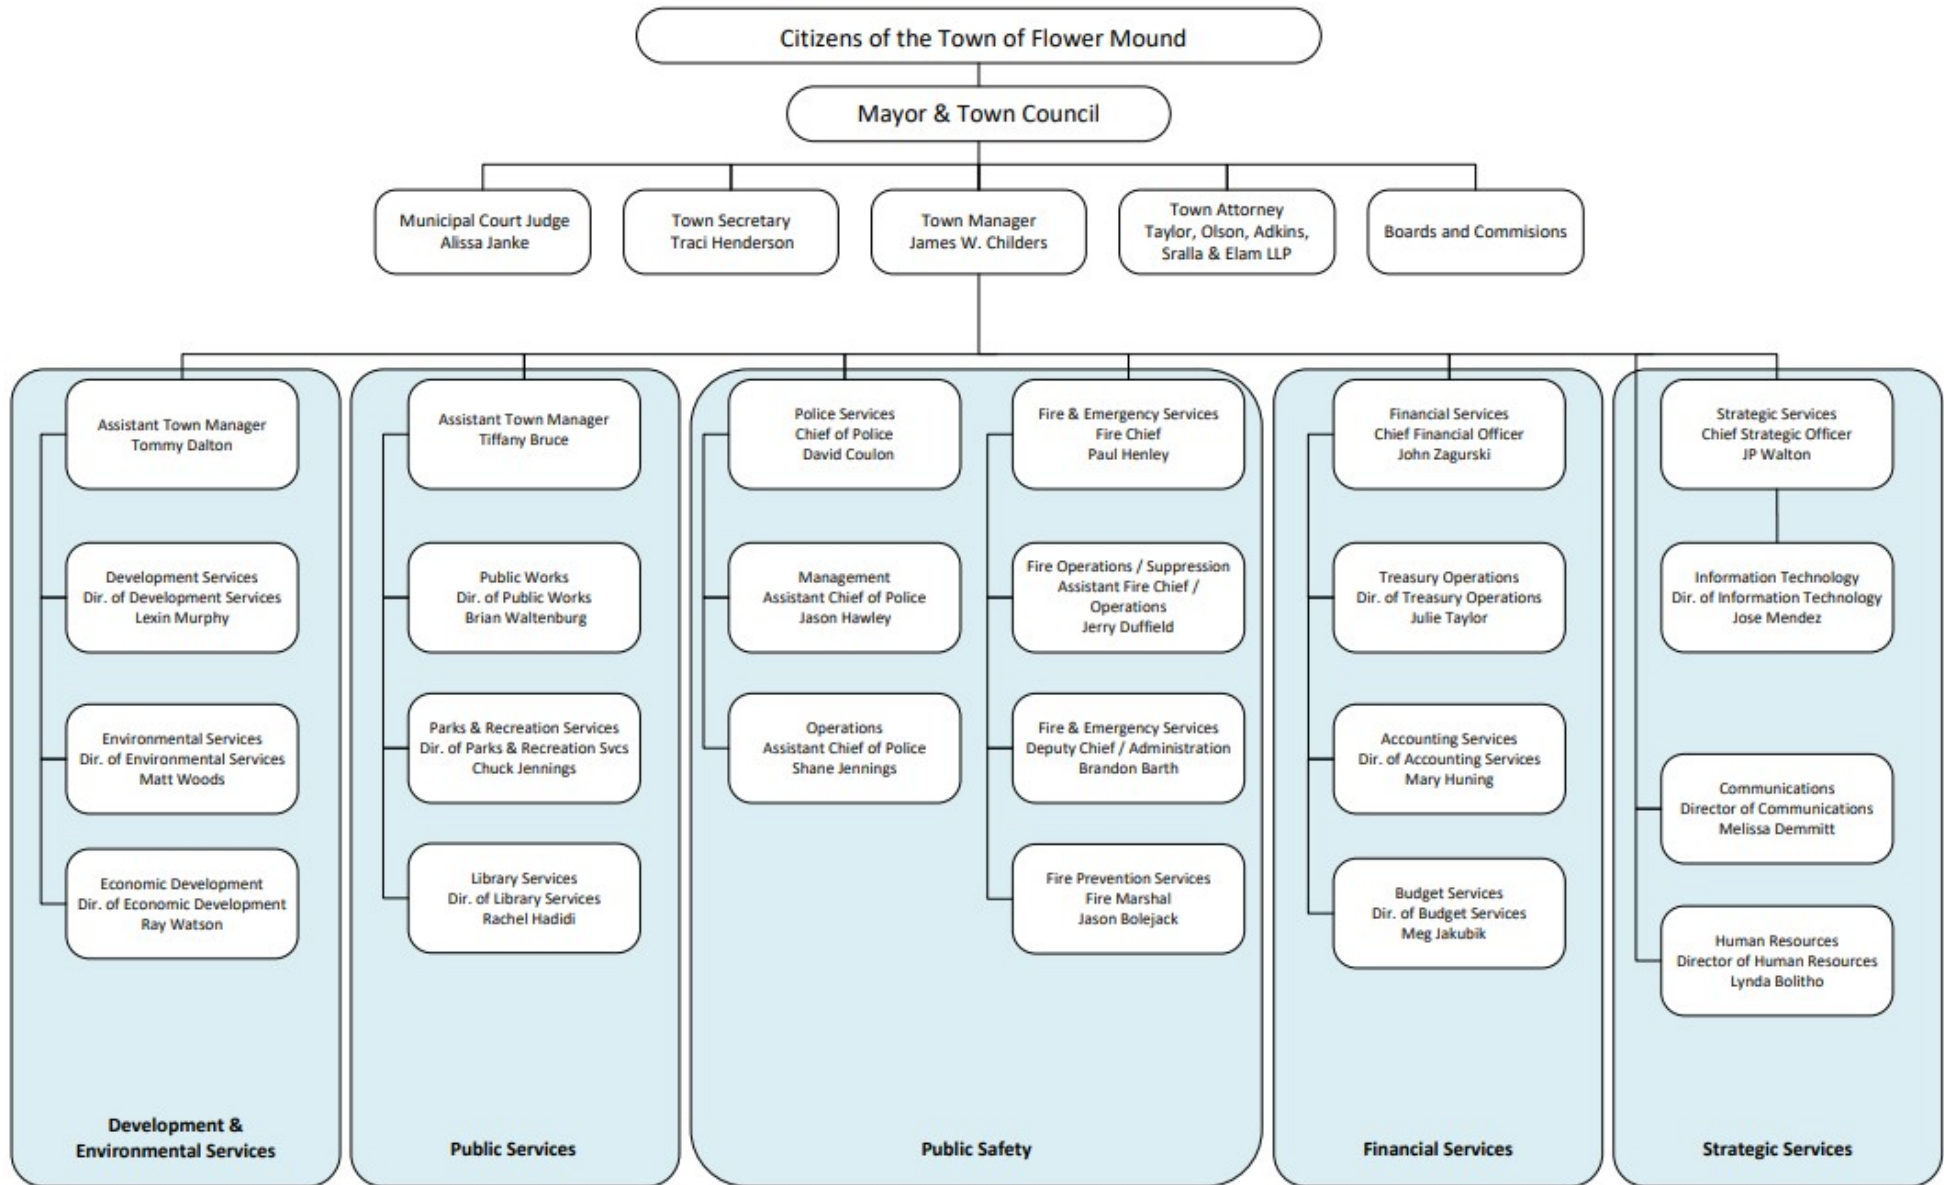 Citizens of the Town of Flower Mound
Mayor & Town Council
Municipal Court Judge
Alissa Janke
Town Secretary
Traci Henderson
Town Manager
James W. Childers
Town Attorney
Taylor, Olson, Adkins,
Sralla & Elam LLP
Boards and Commisions
Assistant Town Manager
Tommy Dalton
Development Services
Dir. of Development Services
Lexin Murphy
Environmental Services
Dir. of Environmental Services
Matt Woods
Economic Development
Dir. of Economic Development
Ray Watson
Development &
Environmental Services
Assistant Town Manager
Tiffany Bruce
Public Works
Dir. of Public Works
Brian Waltenburg
Parks & Recreation Services
Dir. of Parks & Recreation Svcs
Chuck Jennings
Library Services
Dir. of Library Services
Rachel Hadidi
Public Services
Police Services
Chief of Police
David Coulon
Management
Assistant Chief of Police
Jason Hawley
Operations
Assistant Chief of Police
Shane Jennings
Fire & Emergency Services
Fire Chief
Paul Henley
Fire Operations / Suppression
Assistant Fire Chief /
Operations
Jerry Duffield
Fire & Emergency Services
Deputy Chief / Administration
Brandon Barth
Fire Prevention Services
Fire Marshal
Jason Bolejack
Public Safety
Financial Services
Chief Financial Officer
John Zagurski
Treasury Operations
Dir. of Treasury Operations
Julie Taylor
Accounting Services
Dir. of Accounting Services
Mary Huning
Budget Services
Dir. of Budget Services
Meg Jakubik
Financial Services
Strategic Services
Chief Strategic Officer
JP Walton
Information Technology
Dir. of Information Technology
Jose Mendez
Communications
Director of Communications
Melissa Demmitt
Human Resources
Director of Human Resources
Lynda Bolitho
Strategic Services